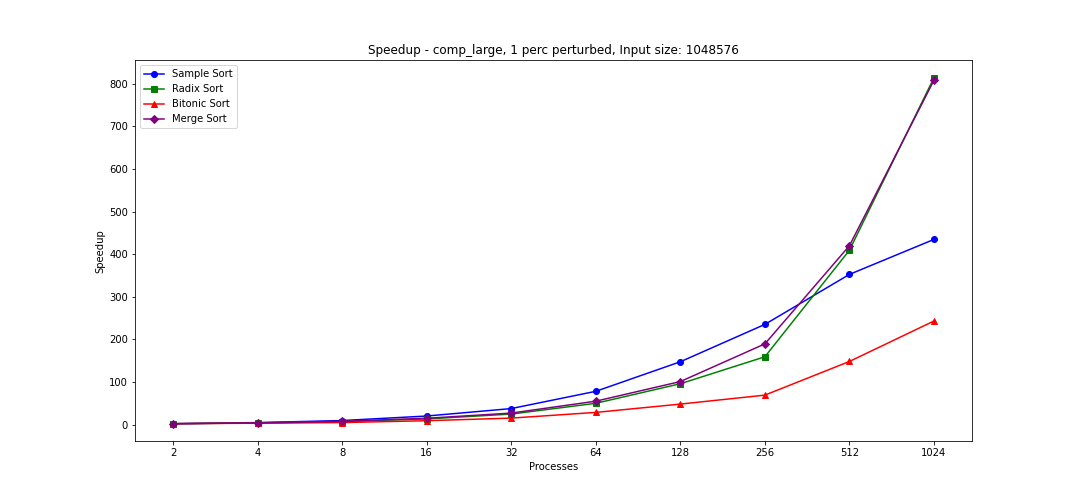 Speedup - comp_large, 1 perc perturbed, Input size: 1048576
Sample Sort
Radix Sort
Bitonic Sort
Merge Sort
800
700
600
500
400
300
200
100
0
Speedup
2 4 8 16 32 64 128 256 512 1024
Processes